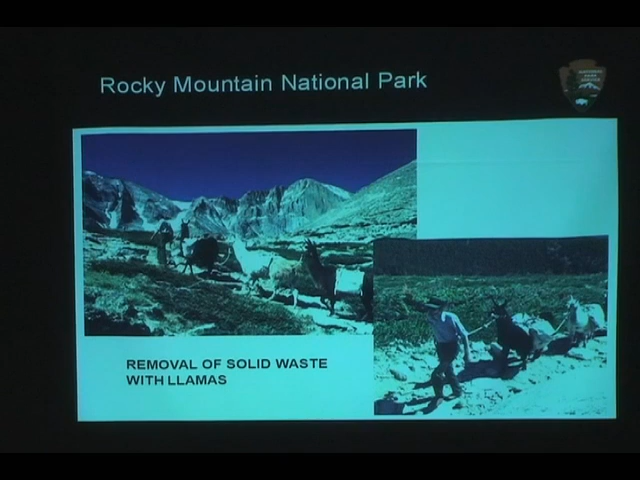 Rocky Mountain National Park
REMOVAL OF SOLID WASTE
WITH LLAMAS